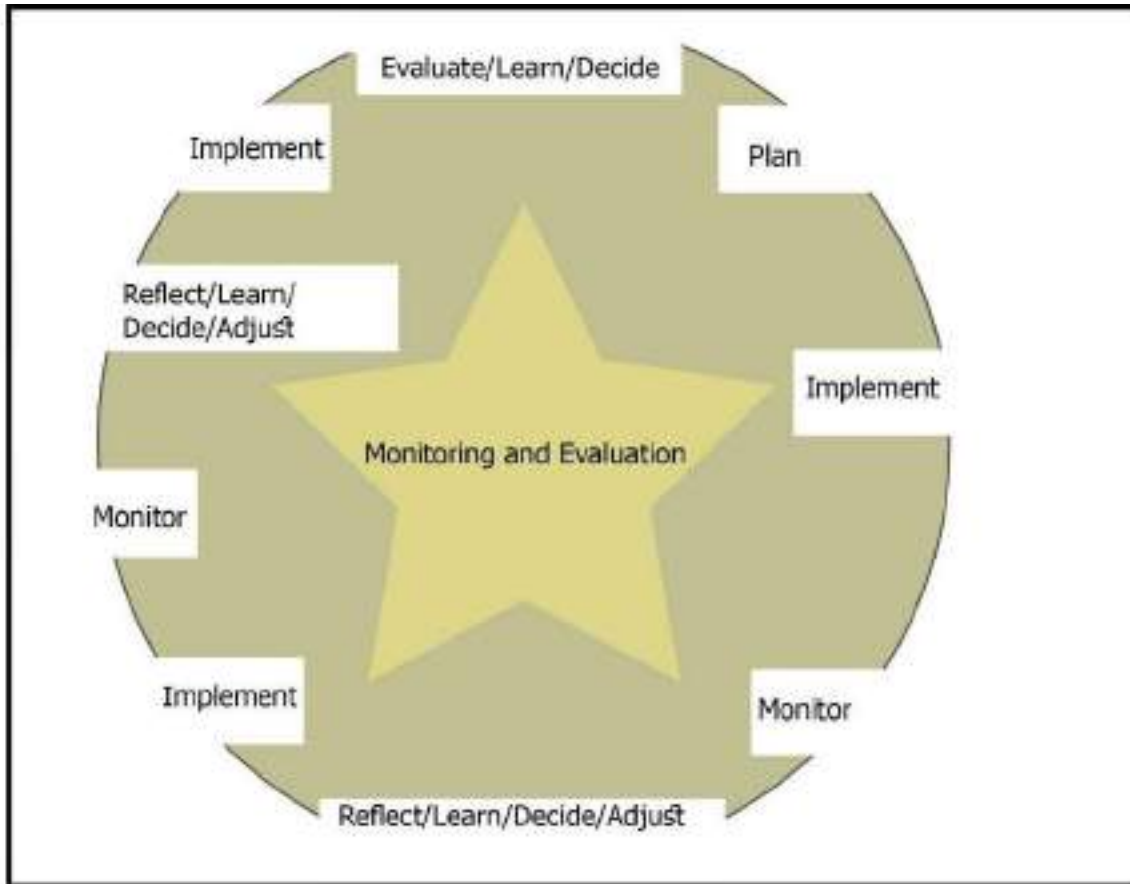 Evaluate/Learn/Decide
Implement
Plan
Reflect/Learn/
Decide/Adjust
Implement
Monitoring and Evaluation
Monitor
Implement
Monitor
Reflect/Learn/Decide/Adjust